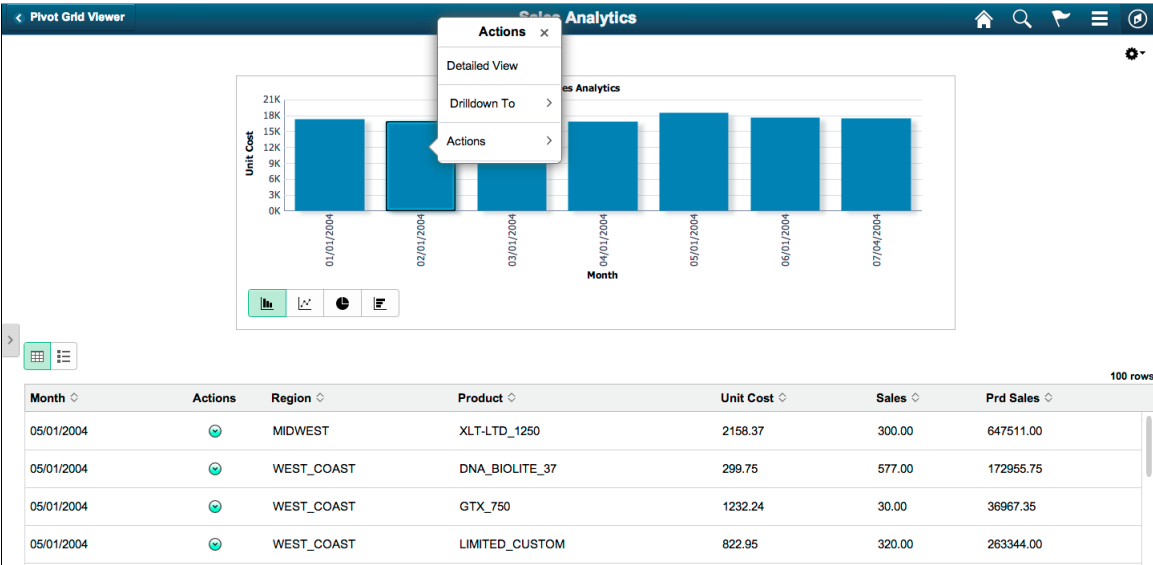 Pivot Grid Viewer
Sales Analytics
Actions ×
Detailed View
Drilldown To
Actions
es Analytics
21K
18K
15K
12K
9K
6K
3K
0K
Unit Cost
01/01/2004
02/01/2004
03/01/2004
04/01/2004
05/01/2004
06/01/2004
07/04/2004
Month
100 rows
Month Actions Region Product Unit Cost Sales Prd Sales
05/01/2004 MIDWEST XLT-LTD_1250 2158.37 300.00 647511.00
05/01/2004 WEST_COAST DNA_BIOLITE_37 299.75 577.00 172955.75
05/01/2004 WEST_COAST GTX_750 1232.24 30.00 36967.35
05/01/2004 WEST_COAST LIMITED_CUSTOM 822.95 320.00 263344.00